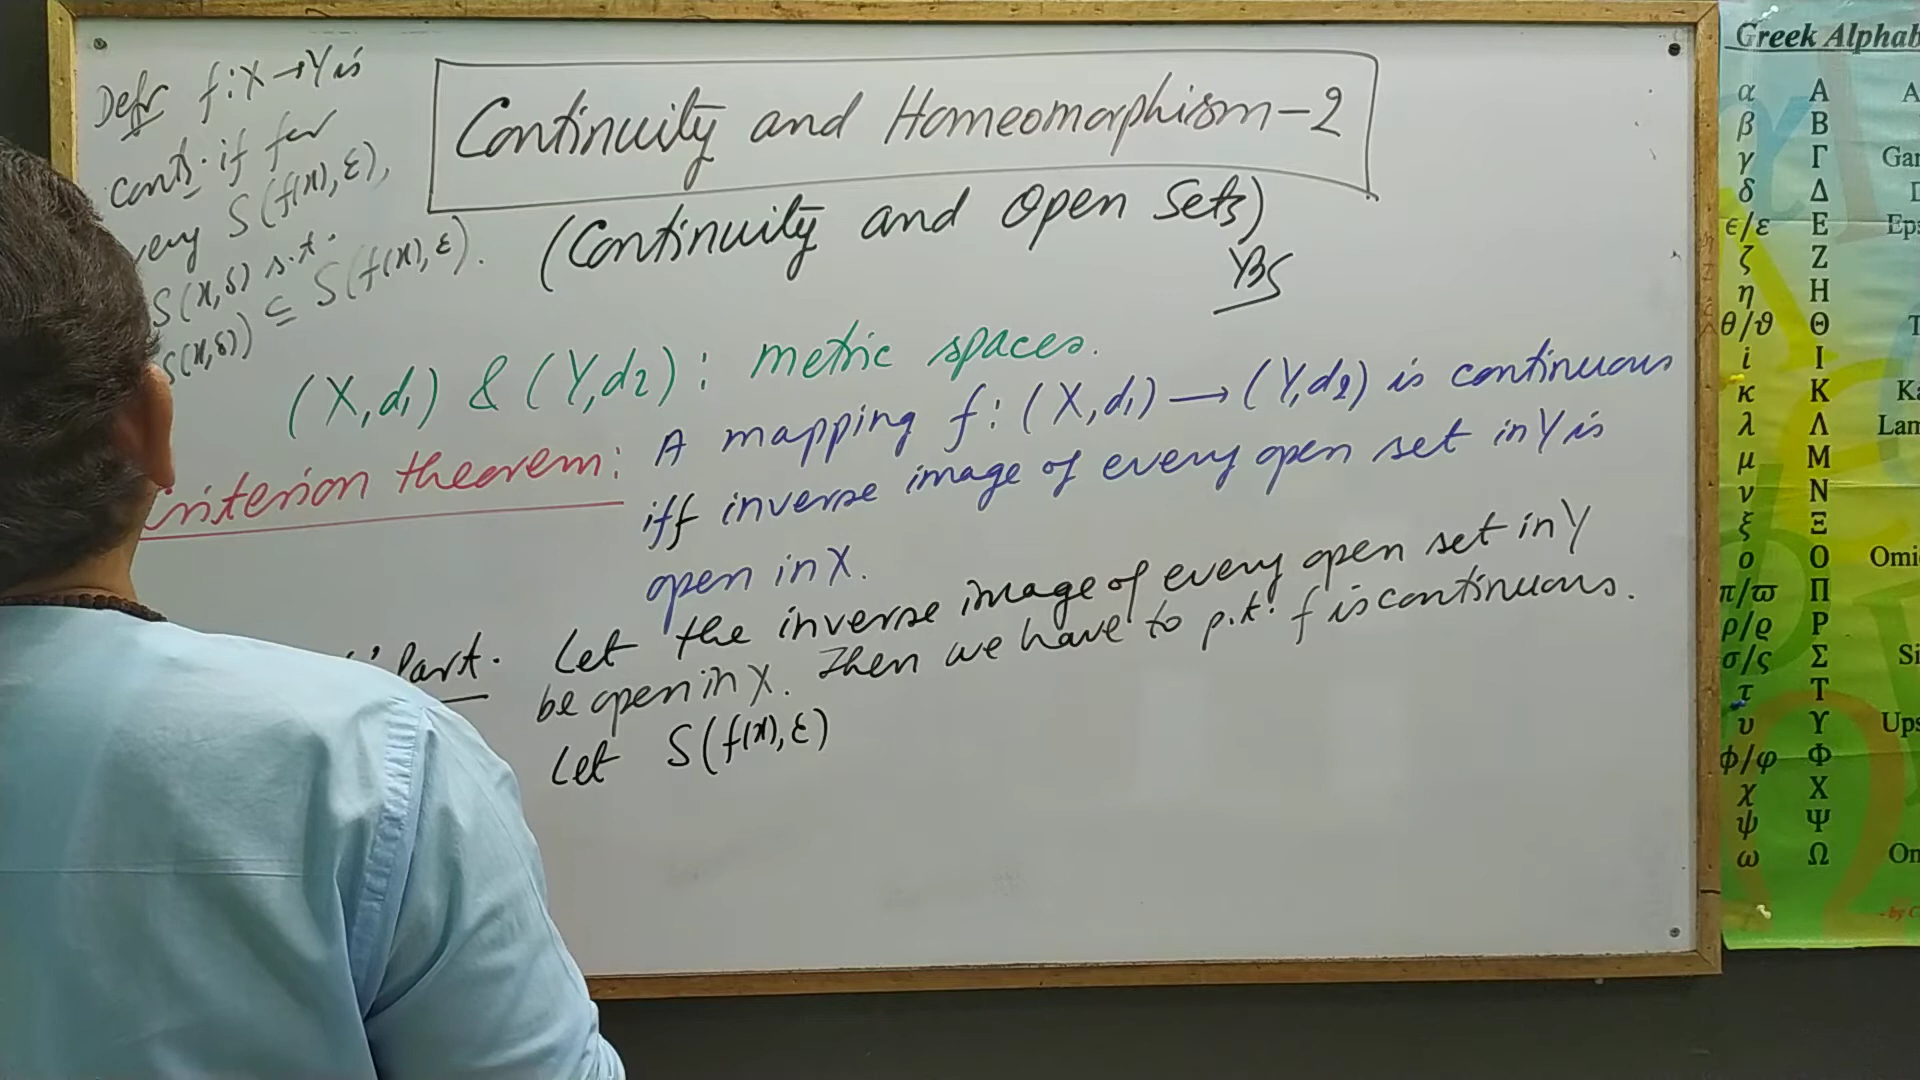 Defn f: X → Y is
conts. if for
every S(f(x), ε),
S(x, δ) s.t.
S(x, δ)) ⊆ S(f(x), ε).
Continuity and Homeomorphism-2
(Continuity and Open Sets)
YBS
(X, d1) & (Y, d2): metric spaces.
criterion theorem: A mapping f: (X, d1) → (Y, d2) is continuous
iff inverse image of every open set in Y is
open in X.
Part. Let the inverse image of every open set in Y
be open in X. Then we have to p.t. f is continuous.
Let S(f(x), ε)
Greek Alphab
α Α A
β Β
γ Γ Gam
δ Δ D
ϵ/ε Ε Eps
ζ Ζ
η Η
θ/ϑ Θ T
i Ι
κ Κ Ka
λ Λ Lam
μ Μ
ν Ν
ξ Ξ
ο Ο Omi
π/ϖ Π
ρ/ϱ Ρ
σ/ς Σ Si
τ Τ
υ Υ Ups
ϕ/φ Φ
χ Χ
ψ Ψ
ω Ω Om
- by C